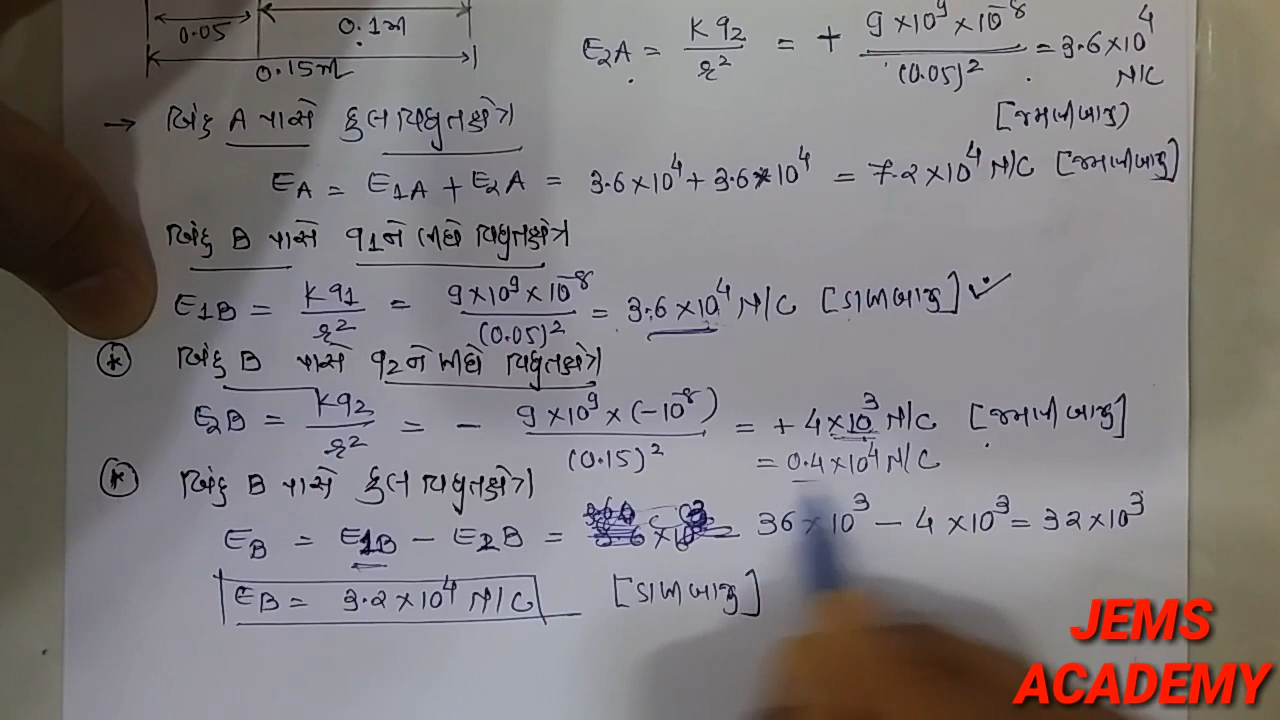 0.05 0.1m
0.15m
E2A = Kq2 / r² = + 9×10⁹×10⁻⁸ / (0.05)² = 3.6×10⁴ N/C
[જમણીબાજુ)
→ બિંદુ A પાસે કુલ વિધુતક્ષેત્ર
EA = E1A + E2A = 3.6×10⁴ + 3.6×10⁴ = 7.2×10⁴ N/C [જમણીબાજુ]
બિંદુ B પાસે q1ને લીધે વિધુતક્ષેત્ર
E1B = Kq1 / r² = 9×10⁹×10⁻⁸ / (0.05)² = 3.6×10⁴ N/C [ડાબીબાજુ] ✓
* બિંદુ B પાસે q2ને લીધે વિધુતક્ષેત્ર
E2B = Kq2 / r² = - 9×10⁹×(-10⁻⁸) / (0.15)² = + 4×10³ N/C [જમણીબાજુ]
= 0.4×10⁴ N/C
* બિંદુ B પાસે કુલ વિધુતક્ષેત્ર
EB = E1B - E2B = 36×10³ - 4×10³ = 32×10³
EB = 3.2×10⁴ N/C [ડાબીબાજુ]
JEMS
ACADEMY